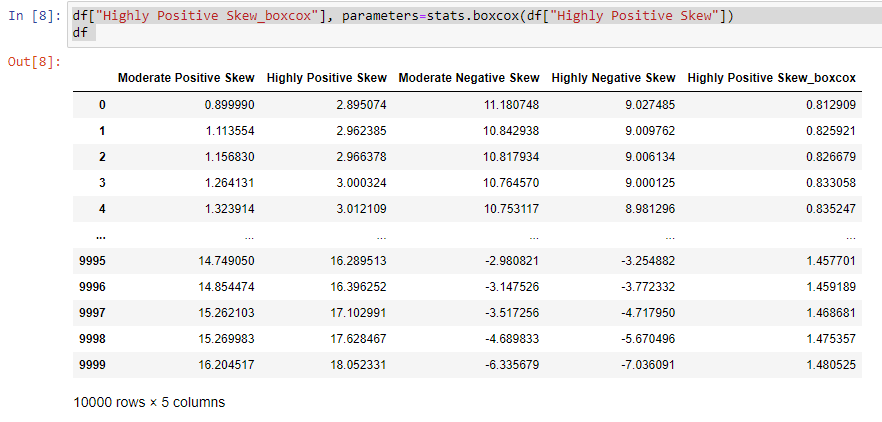 In [8]: df["Highly Positive Skew_boxcox"], parameters=stats.boxcox(df["Highly Positive Skew"])
df
Out[8]:
Moderate Positive Skew Highly Positive Skew Moderate Negative Skew Highly Negative Skew Highly Positive Skew_boxcox
0 0.899990 2.895074 11.180748 9.027485 0.812909
1 1.113554 2.962385 10.842938 9.009762 0.825921
2 1.156830 2.966378 10.817934 9.006134 0.826679
3 1.264131 3.000324 10.764570 9.000125 0.833058
4 1.323914 3.012109 10.753117 8.981296 0.835247
... ... ... ... ... ...
9995 14.749050 16.289513 -2.980821 -3.254882 1.457701
9996 14.854474 16.396252 -3.147526 -3.772332 1.459189
9997 15.262103 17.102991 -3.517256 -4.717950 1.468681
9998 15.269983 17.628467 -4.689833 -5.670496 1.475357
9999 16.204517 18.052331 -6.335679 -7.036091 1.480525
10000 rows × 5 columns